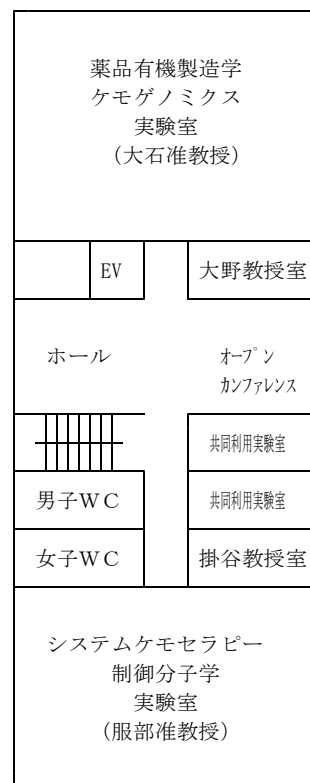 薬品有機製造学
ケモゲノミクス
実験室
（大石准教授）
EV
大野教授室
ホール
オープン
カンファレンス
共同利用実験室
男子ＷＣ
共同利用実験室
女子ＷＣ
掛谷教授室
システムケモセラピー
制御分子学
実験室
（服部准教授）